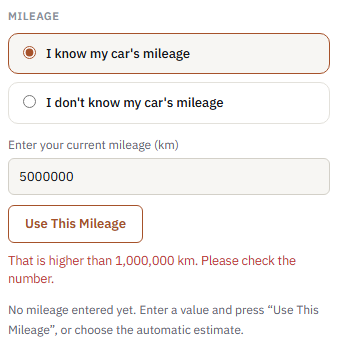 MILEAGE
I know my car's mileage
I don't know my car's mileage
Enter your current mileage (km)
5000000
Use This Mileage
That is higher than 1,000,000 km. Please check the
number.
No mileage entered yet. Enter a value and press “Use This
Mileage”, or choose the automatic estimate.